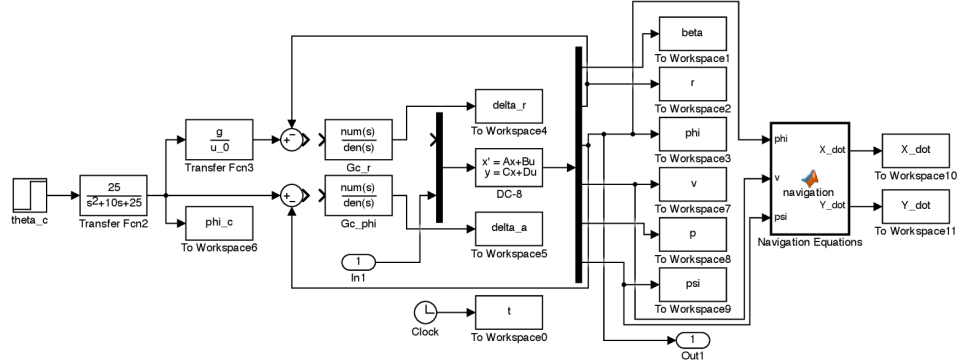 theta_c
25
s²+10s+25
Transfer Fcn2
g
u_0
Transfer Fcn3
phi_c
To Workspace6
+
−
+
−
num(s)
den(s)
Gc_r
num(s)
den(s)
Gc_phi
1
In1
delta_r
To Workspace4
x' = Ax+Bu
y = Cx+Du
DC-8
delta_a
To Workspace5
Clock
t
To Workspace0
beta
To Workspace1
r
To Workspace2
phi
To Workspace3
v
To Workspace7
p
To Workspace8
psi
To Workspace9
1
Out1
phi
v
psi
navigation
X_dot
Y_dot
Navigation Equations
X_dot
To Workspace10
Y_dot
To Workspace11